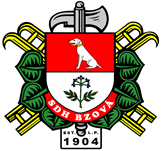 SDH BZOVÁ
EST. L.P.
1904